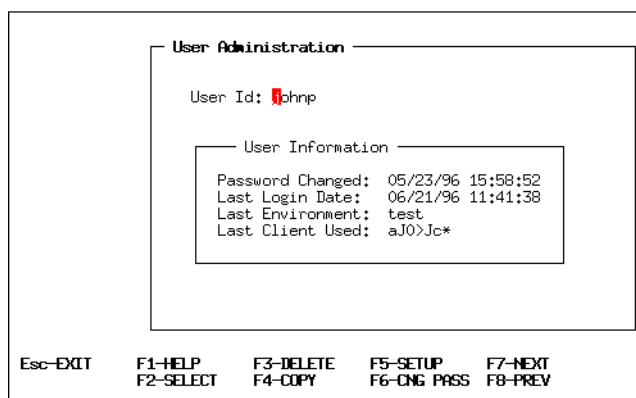 User Administration
User Id: johnp
User Information
Password Changed: 05/23/96 15:58:52
Last Login Date: 06/21/96 11:41:38
Last Environment: test
Last Client Used: aJ0>Jc*
Esc-EXIT F1-HELP F3-DELETE F5-SETUP F7-NEXT
F2-SELECT F4-COPY F6-CNG PASS F8-PREV